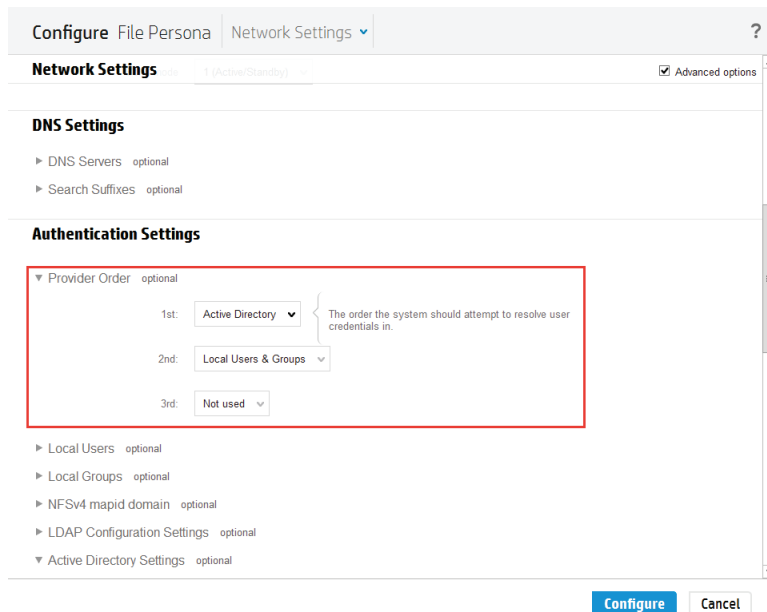 Configure File Persona Network Settings
?
Network Settings 1 (Active/Standby) Advanced options
DNS Settings
DNS Servers optional
Search Suffixes optional
Authentication Settings
Provider Order optional
1st: Active Directory The order the system should attempt to resolve user
credentials in.
2nd: Local Users & Groups
3rd: Not used
Local Users optional
Local Groups optional
NFSv4 mapid domain optional
LDAP Configuration Settings optional
Active Directory Settings optional
Configure Cancel